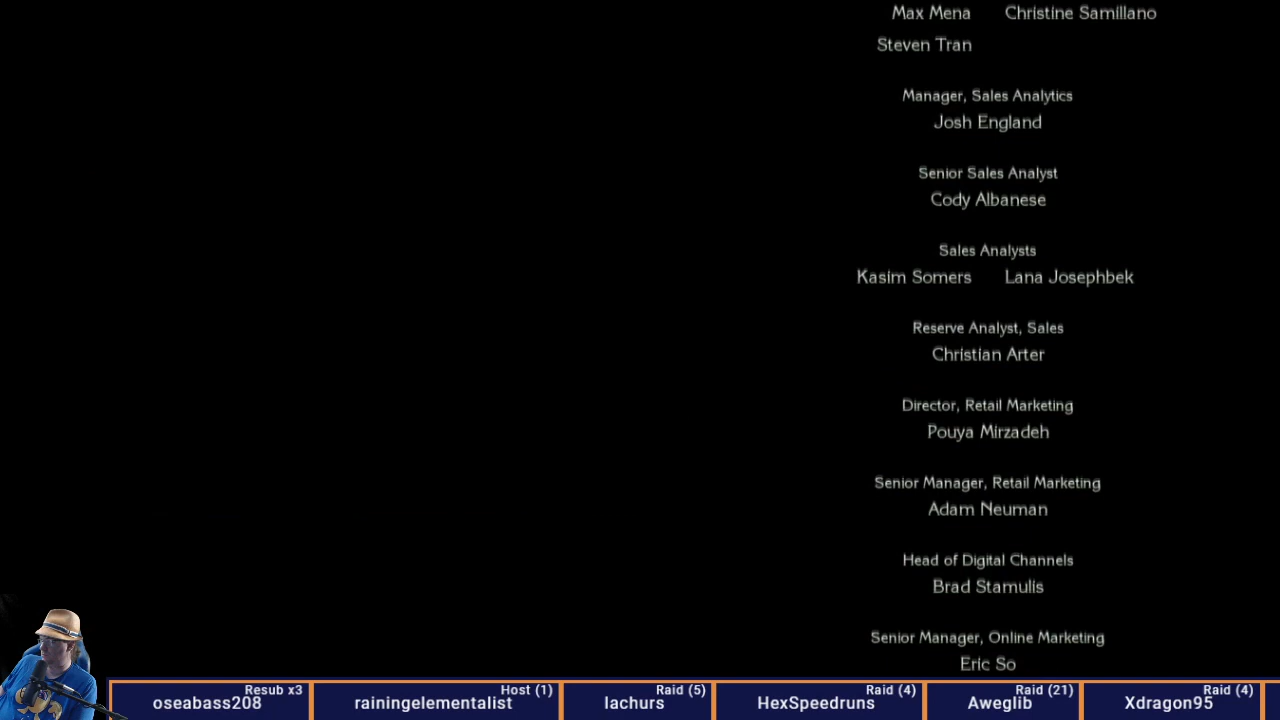 Max Mena Christine Samillano
Steven Tran
Manager, Sales Analytics
Josh England
Senior Sales Analyst
Cody Albanese
Sales Analysts
Kasim Somers Lana Josephbek
Reserve Analyst, Sales
Christian Arter
Director, Retail Marketing
Pouya Mirzadeh
Senior Manager, Retail Marketing
Adam Neuman
Head of Digital Channels
Brad Stamulis
Senior Manager, Online Marketing
Eric So
Resub x3 Host (1) Raid (5) Raid (4) Raid (21) Raid (4)
oseabass208 rainingelementalist lachurs HexSpeedruns Aweglib Xdragon95